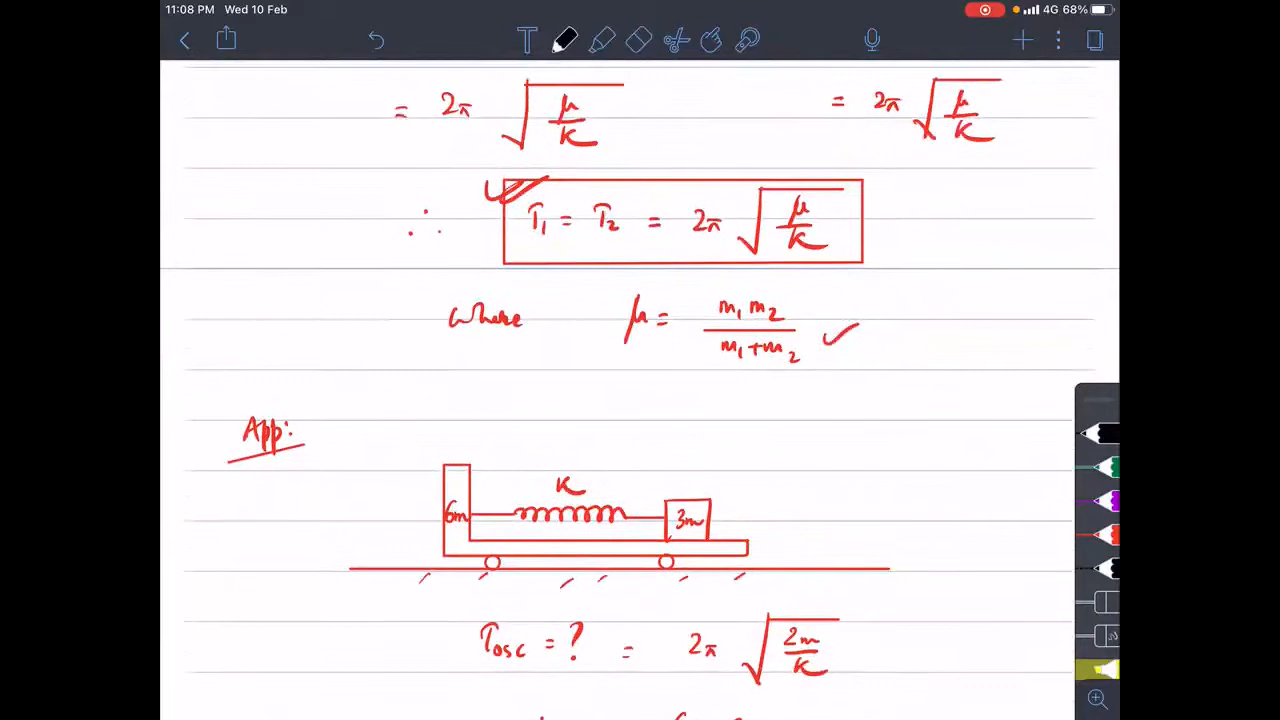 11:08 PM Wed 10 Feb 4G 68%
= 2π √(μ/K) = 2π √(μ/K)
∴ T₁ = T₂ = 2π √(μ/K)
where μ = m₁m₂/(m₁+m₂)
App:
K
6m 3m
Tosc = ? = 2π √(2m/K)